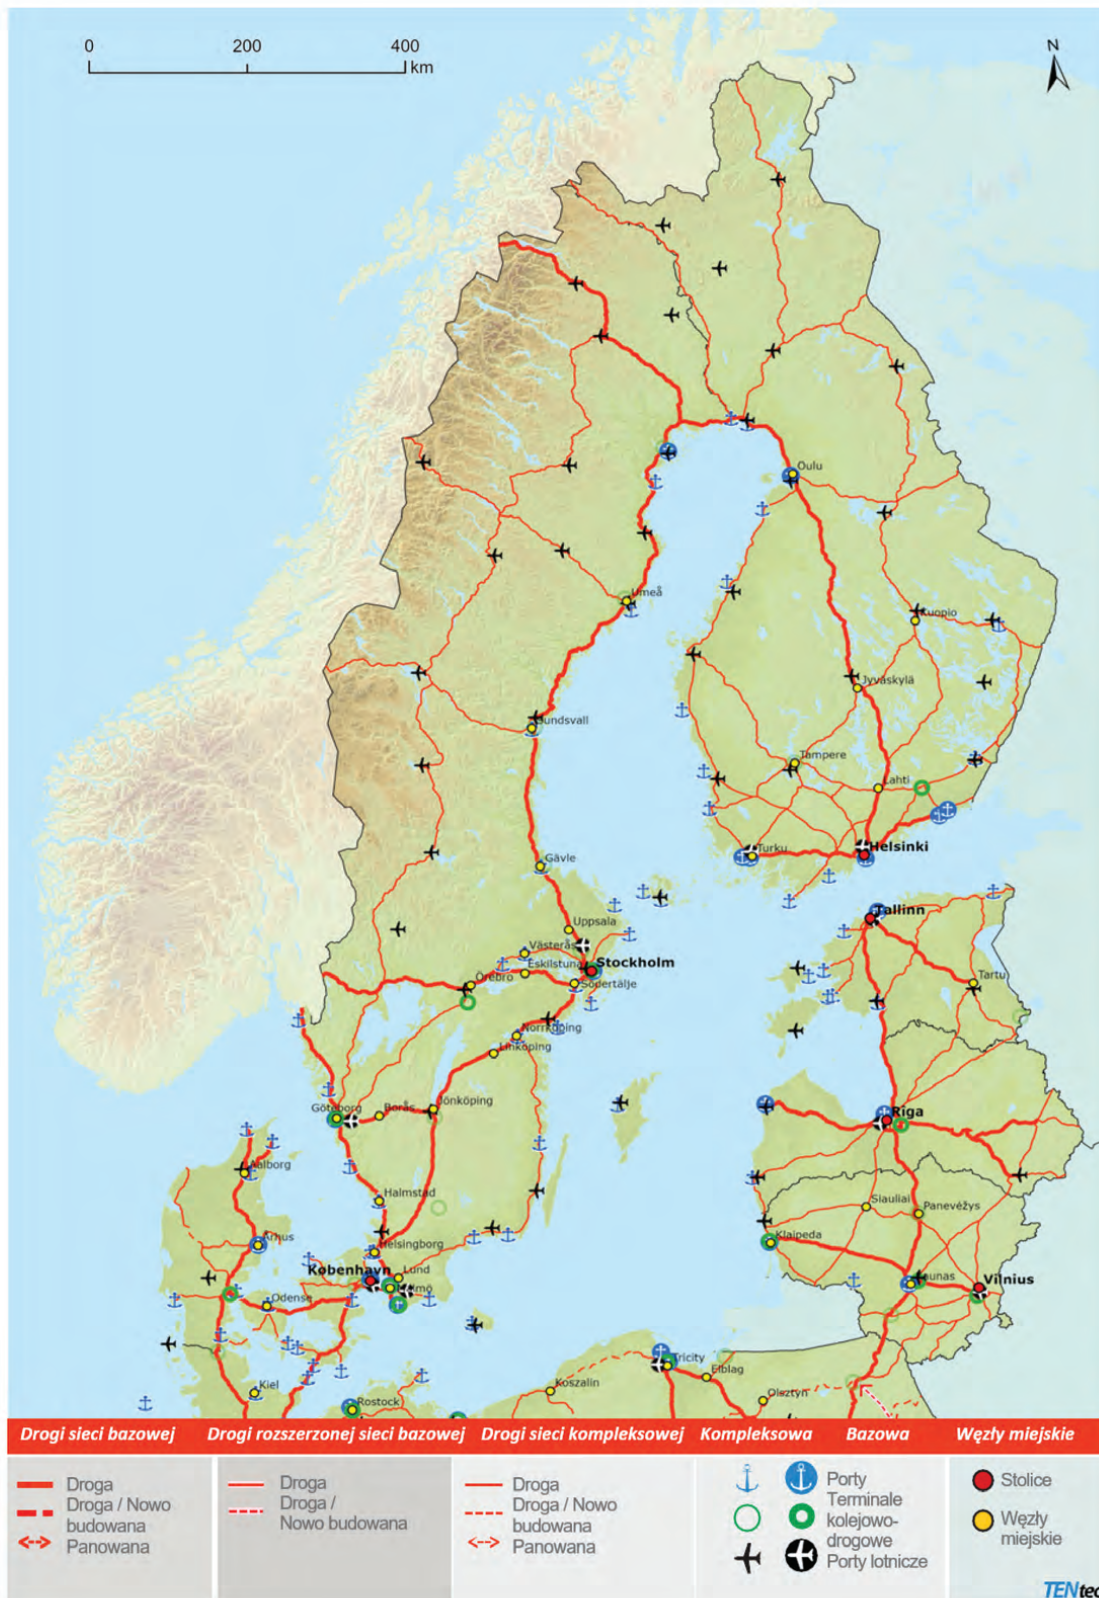 0 200 400
km
N
Oulu
Umeå
Kuopio
Jyväskylä
Sundsvall
Tampere
Lahti
Gävle
Turku
Helsinki
Uppsala
Tallinn
Västerås
Eskilstuna
Stockholm
Örebro
Södertälje
Tartu
Norrköping
Linköping
Göteborg
Borås
Jönköping
Riga
Aalborg
Halmstad
Siauliai
Panevėžys
Århus
Helsingborg
Klaipeda
København
Lund
Malmö
Kaunas
Vilnius
Odense
Tricity
Elbląg
Kiel
Koszalin
Olsztyn
Rostock
Drogi sieci bazowej Drogi rozszerzonej sieci bazowej Drogi sieci kompleksowej Kompleksowa Bazowa Węzły miejskie
Droga
Droga / Nowo
budowana
Panowana
Droga
Droga /
Nowo budowana
Droga
Droga / Nowo
budowana
Panowana
Porty
Terminale
kolejowo-
drogowe
Porty lotnicze
Stolice
Węzły
miejskie
TENtec